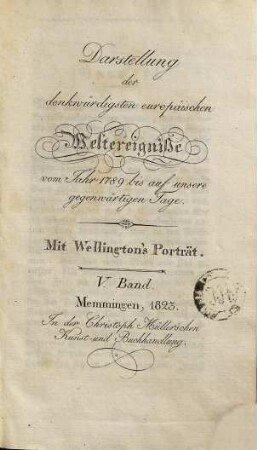 Darstellung
der
denkwürdigsten europäischen
Weltereigniße
vom Jahr 1789 bis auf unsere
gegenwärtigen Tage.
Mit Wellington's Porträt.
V. Band.
Memmingen, 1823.
In der Christoph Müllerschen
Kunst und Buchhandlung.